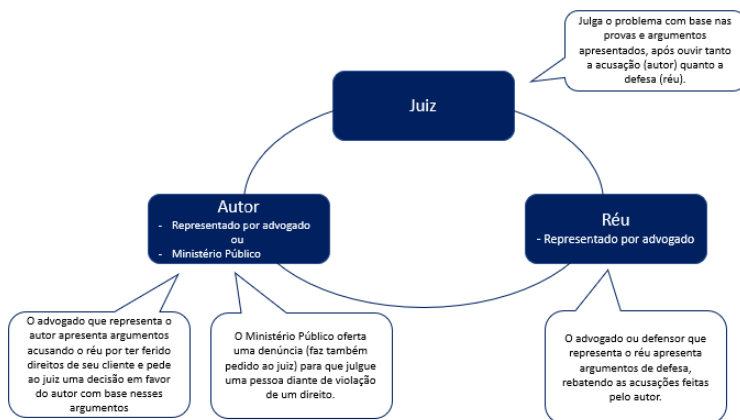 Julga o problema com base nas
provas e argumentos
apresentados, após ouvir tanto
a acusação (autor) quanto a
defesa (réu).
Juiz
Autor
- Representado por advogado
ou
- Ministério Público
Réu
- Representado por advogado
O advogado que representa o
autor apresenta argumentos
acusando o réu por ter ferido
direitos de seu cliente e pede
ao juiz uma decisão em favor
do autor com base nesses
argumentos
O Ministério Público oferta
uma denúncia (faz também
pedido ao juiz) para que julgue
uma pessoa diante de violação
de um direito.
O advogado ou defensor que
representa o réu apresenta
argumentos de defesa,
rebatendo as acusações feitas
pelo autor.